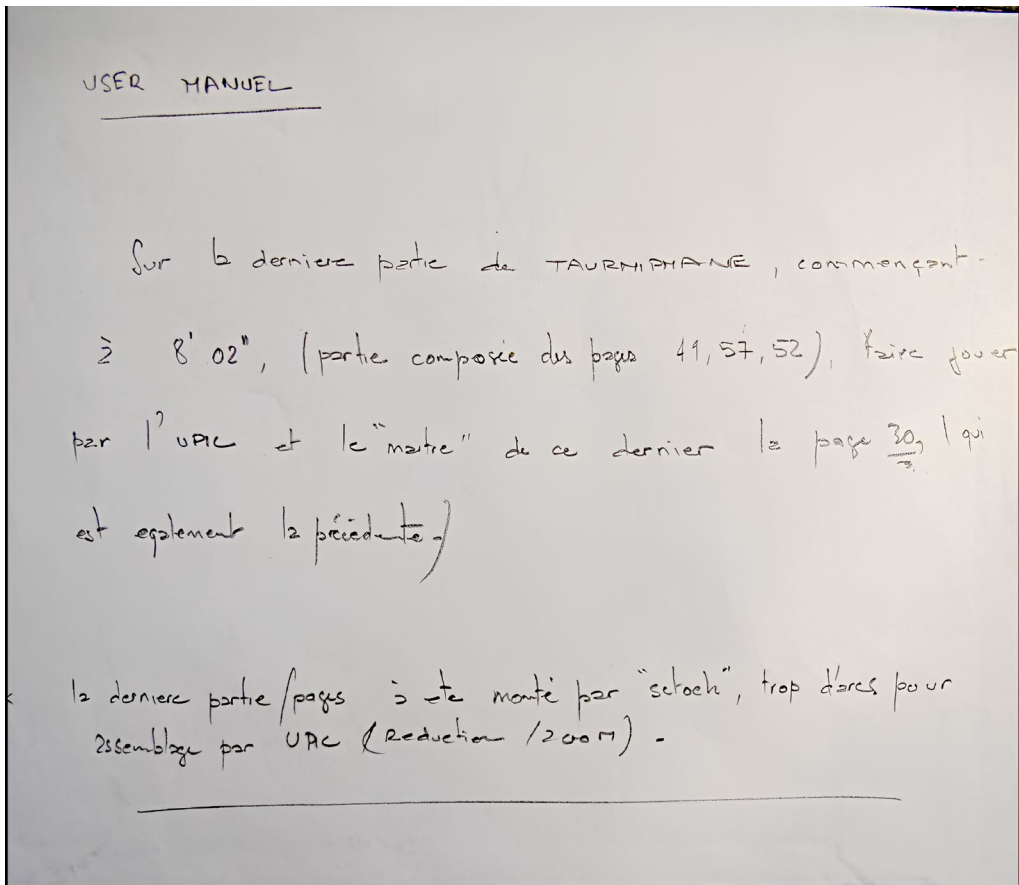 USER MANUEL
Sur la derniere partie de TAURHIPHANE, commençant
à 8' 02", (partie composée des pages 41, 57, 52), faire jouer
par l'UPIC et le "maitre" de ce dernier la page 30, (qui
est egalement la précédente.)
la derniere partie/pages à ete monté par "scotch", trop d'arcs pour
assemblage par UPIC (Reduction /zoom).